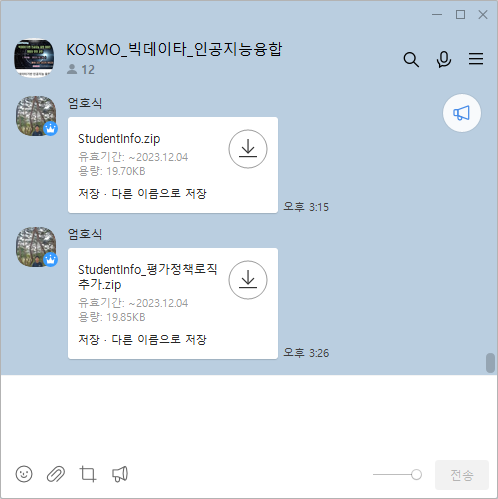 KOSMO_빅데이타_인공지능융합
12
엄호식
StudentInfo.zip
유효기간: ~2023.12.04
용량: 19.70KB
저장 · 다른 이름으로 저장
오후 3:15
엄호식
StudentInfo_평가정책로직
추가.zip
유효기간: ~2023.12.04
용량: 19.85KB
저장 · 다른 이름으로 저장
오후 3:26
전송